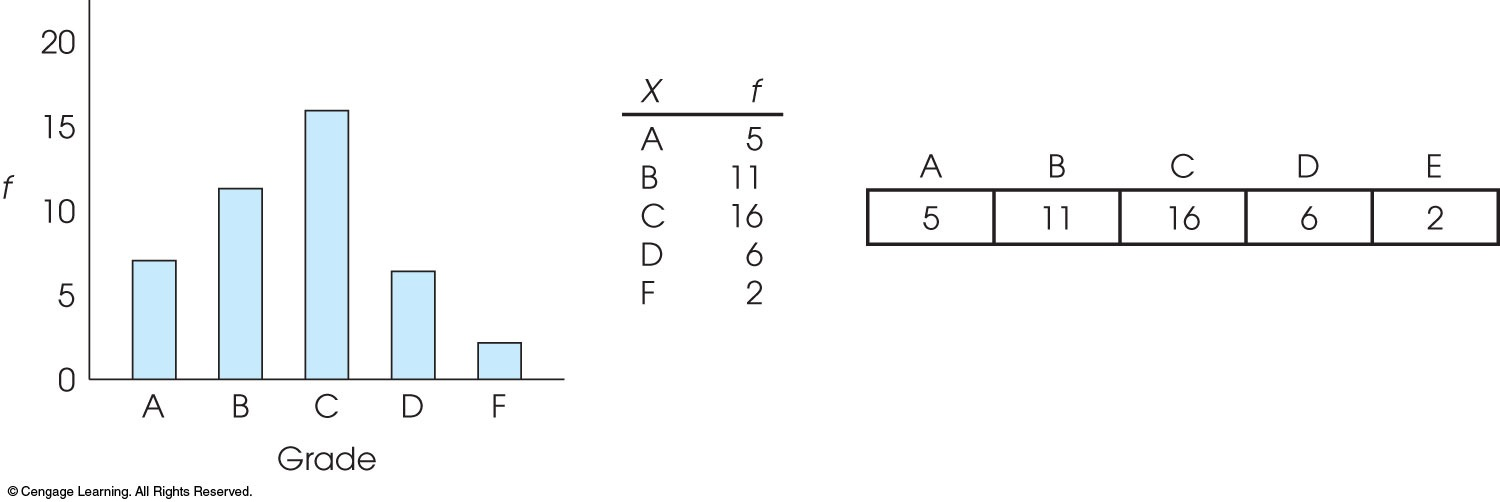 20
15
f
10
5
0
A B C D F
Grade
X f
A 5
B 11
C 16
D 6
F 2
A B C D E
5 11 16 6 2
© Cengage Learning. All Rights Reserved.